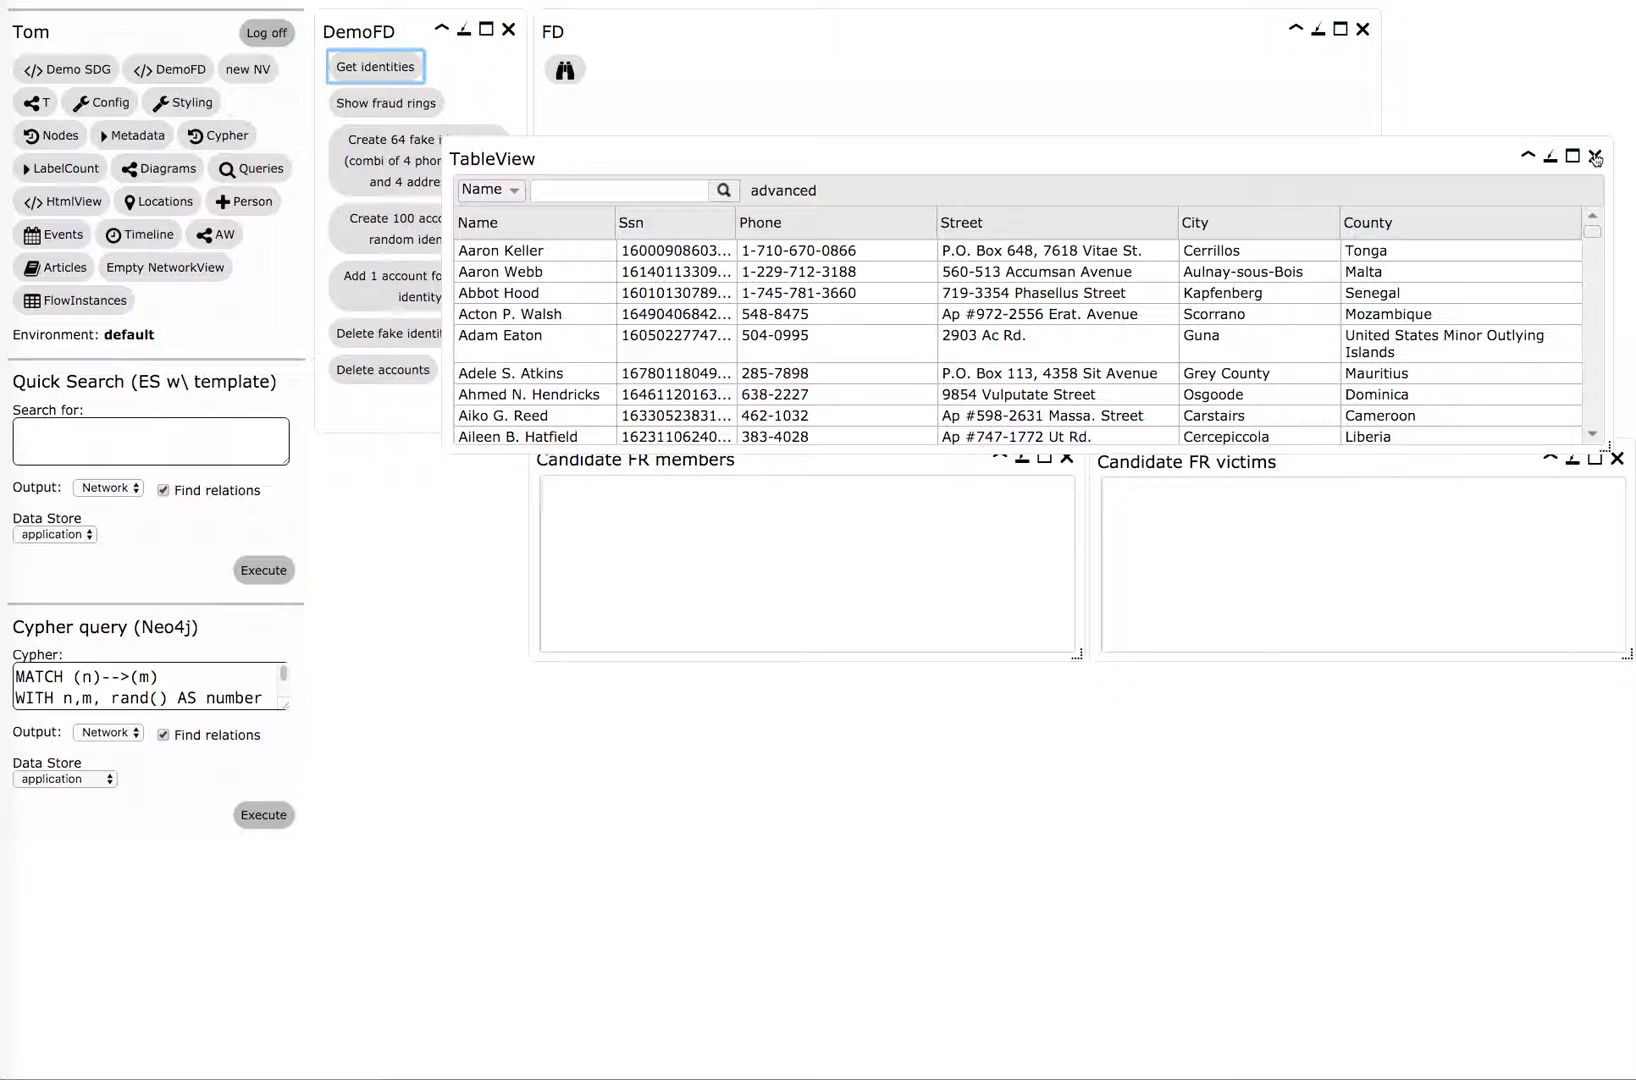 Tom
Log off
</> Demo SDG
</> DemoFD
new NV
T
Config
Styling
Nodes
Metadata
Cypher
LabelCount
Diagrams
Queries
</> HtmlView
Locations
Person
Events
Timeline
AW
Articles
Empty NetworkView
FlowInstances
Environment: default
Quick Search (ES w\ template)
Search for:
Output: Network Find relations
Data Store
application
Execute
Cypher query (Neo4j)
Cypher:
MATCH (n)-->(m)
WITH n,m, rand() AS number
Output: Network Find relations
Data Store
application
Execute
DemoFD
Get identities
Show fraud rings
Create 64 fake
(combi of 4
and 4
Create 100
random
Add 1 account
Delete fake
Delete accounts
FD
TableView
Name advanced
Name Ssn Phone Street City County
Aaron Keller 16000908603... 1-710-670-0866 P.O. Box 648, 7618 Vitae St. Cerrillos Tonga
Aaron Webb 16140113309... 1-229-712-3188 560-513 Accumsan Avenue Aulnay-sous-Bois Malta
Abbot Hood 16010130789... 1-745-781-3660 719-3354 Phasellus Street Kapfenberg Senegal
Acton P. Walsh 16490406842... 548-8475 Ap #972-2556 Erat. Avenue Scorrano Mozambique
Adam Eaton 16050227747... 504-0995 2903 Ac Rd. Guna United States Minor Outlying
Islands
Adele S. Atkins 16780118049... 285-7898 P.O. Box 113, 4358 Sit Avenue Grey County Mauritius
Ahmed N. Hendricks 16461120163... 638-2227 9854 Vulputate Street Osgoode Dominica
Aiko G. Reed 16330523831... 462-1032 Ap #598-2631 Massa. Street Carstairs Cameroon
Aileen B. Hatfield 16231106240... 383-4028 Ap #747-1772 Ut Rd. Cercepiccola Liberia
Candidate FR members
Candidate FR victims